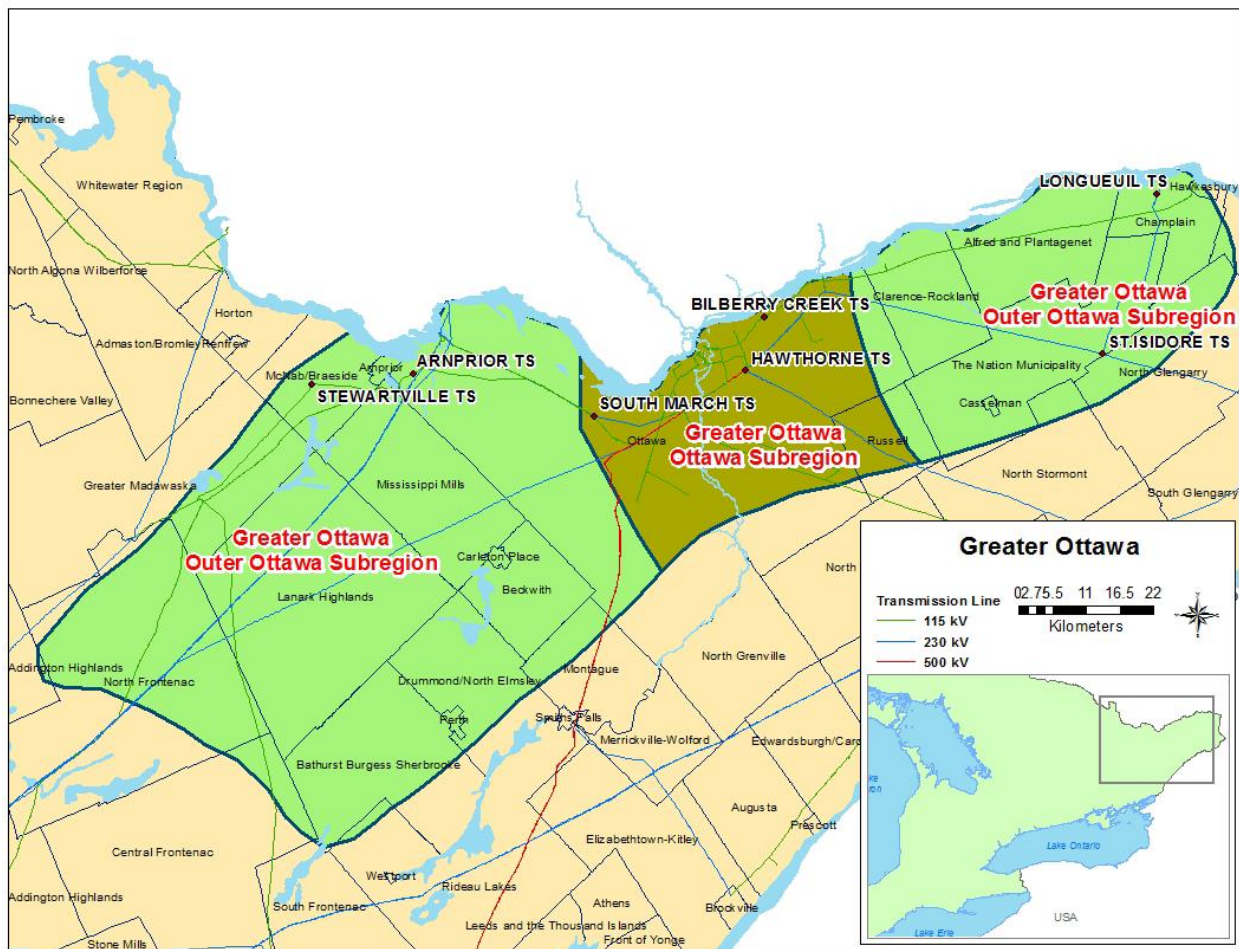 Pembroke
Whitewater Region
LONGUEUIL TS
Hawkesbury
Champlain
Alfred and Plantagenet
North Algona Wilberforce
Horton
Clarence-Rockland
Greater Ottawa
Outer Ottawa Subregion
BILBERRY CREEK TS
Admaston/Bromley
Renfrew
ST.ISIDORE TS
HAWTHORNE TS
Arnprior
ARNPRIOR TS
McNab/Braeside
The Nation Municipality
North Glengarry
STEWARTVILLE TS
Bonnechere Valley
Casselman
SOUTH MARCH TS
Ottawa
Greater Ottawa
Ottawa Subregion
Russell
North Stormont
Greater Madawaska
Mississippi Mills
South Glengarry
Greater Ottawa
Outer Ottawa Subregion
Carleton Place
Beckwith
Lanark Highlands
North
Addington Highlands
North Frontenac
Drummond/North Elmsley
Montague
North Grenville
Perth
Smiths Falls
Merrickville-Wolford
Edwardsburgh/Card
Bathurst Burgess Sherbrooke
Augusta
Prescott
Central Frontenac
Elizabethtown-Kitley
Westport
Rideau Lakes
Addington Highlands
South Frontenac
Athens
Brockville
Leeds and the Thousand Islands
Stone Mills
Front of Yonge
Greater Ottawa
Transmission Line
115 kV
230 kV
500 kV
02.75.5 11 16.5 22
Kilometers
Lake Ontario
Lake Erie
USA